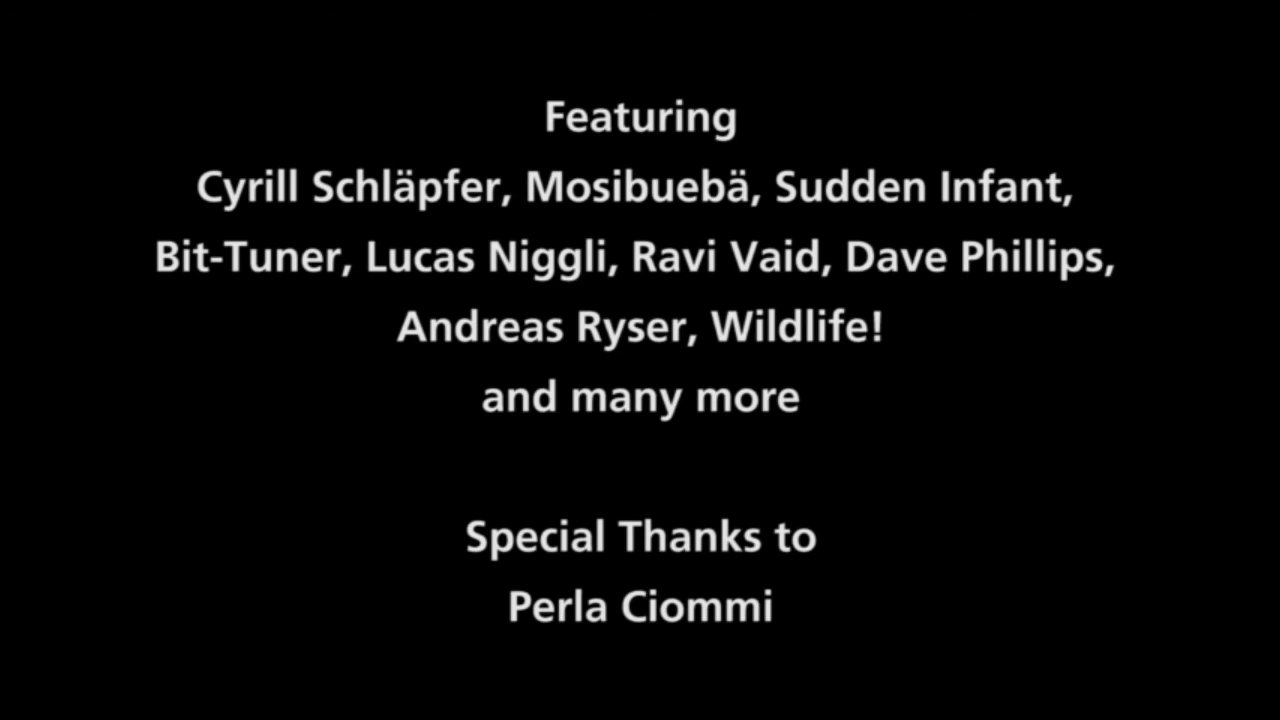 Featuring
Cyrill Schläpfer, Mosibuebä, Sudden Infant,
Bit-Tuner, Lucas Niggli, Ravi Vaid, Dave Phillips,
Andreas Ryser, Wildlife!
and many more
Special Thanks to
Perla Ciommi